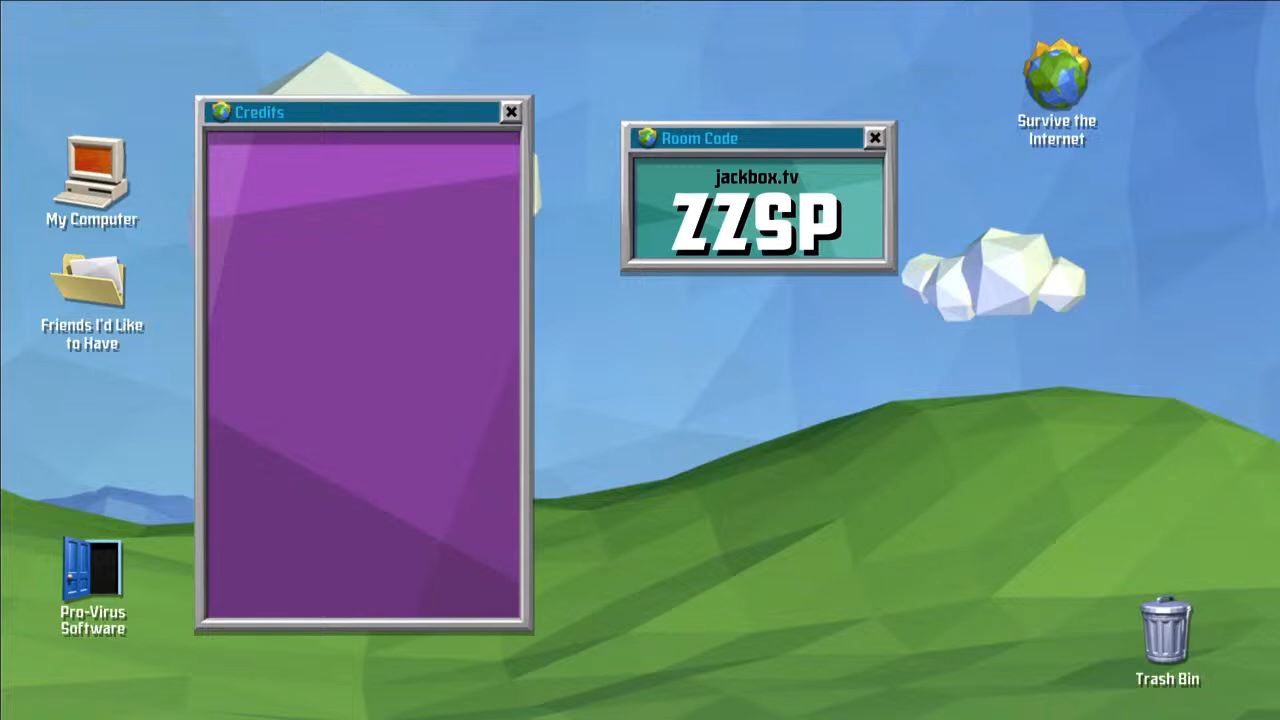 Credits
Room Code
jackbox.tv
ZZSP
Survive the
Internet
My Computer
Friends I'd Like
to Have
Pro-Virus
Software
Trash Bin